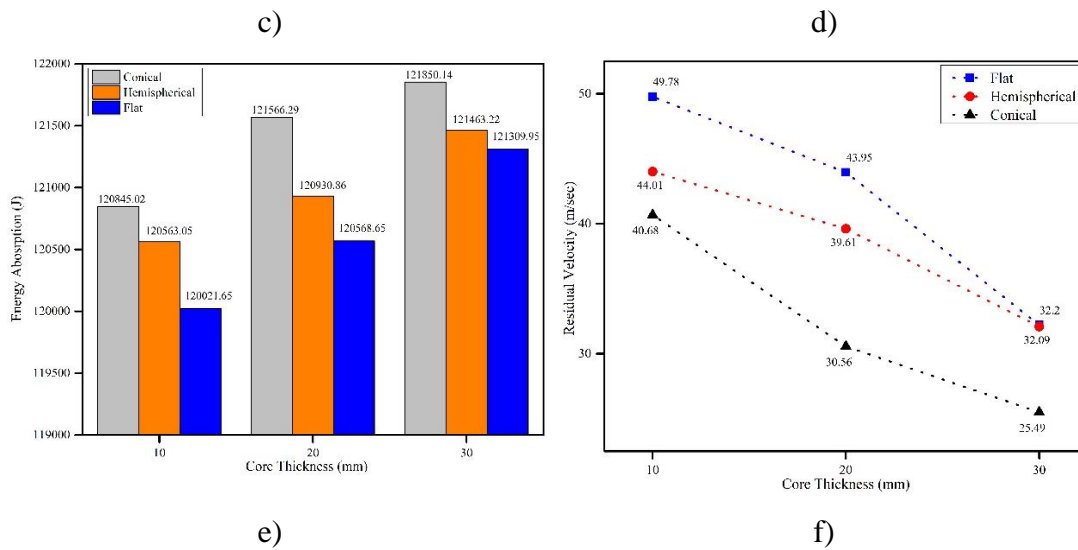 c)
d)
122000
121500
121000
120500
120000
119500
119000
Energy Abosrption (J)
Conical
Hemispherical
Flat
120845.02
120563.05
120021.65
121566.29
120930.86
120568.65
121850.14
121463.22
121309.95
10
20
30
Core Thickness (mm)
50
40
30
Residual Velocity (m/sec)
Flat
Hemispherical
Conical
49.78
43.95
32.2
44.01
39.61
32.09
40.68
30.56
25.49
10
20
30
Core Thickness (mm)
e)
f)